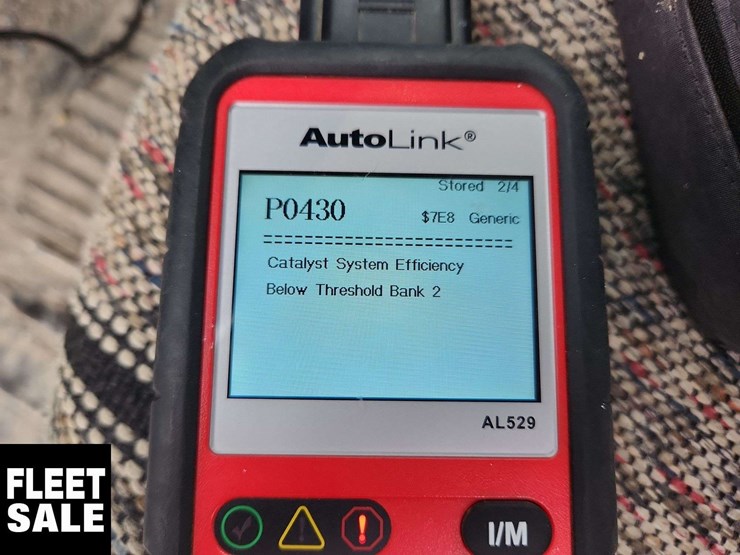 AutoLink®
Stored 2/4
P0430 $7E8 Generic
==============================
Catalyst System Efficiency
Below Threshold Bank 2
AL529
I/M
FLEET
SALE